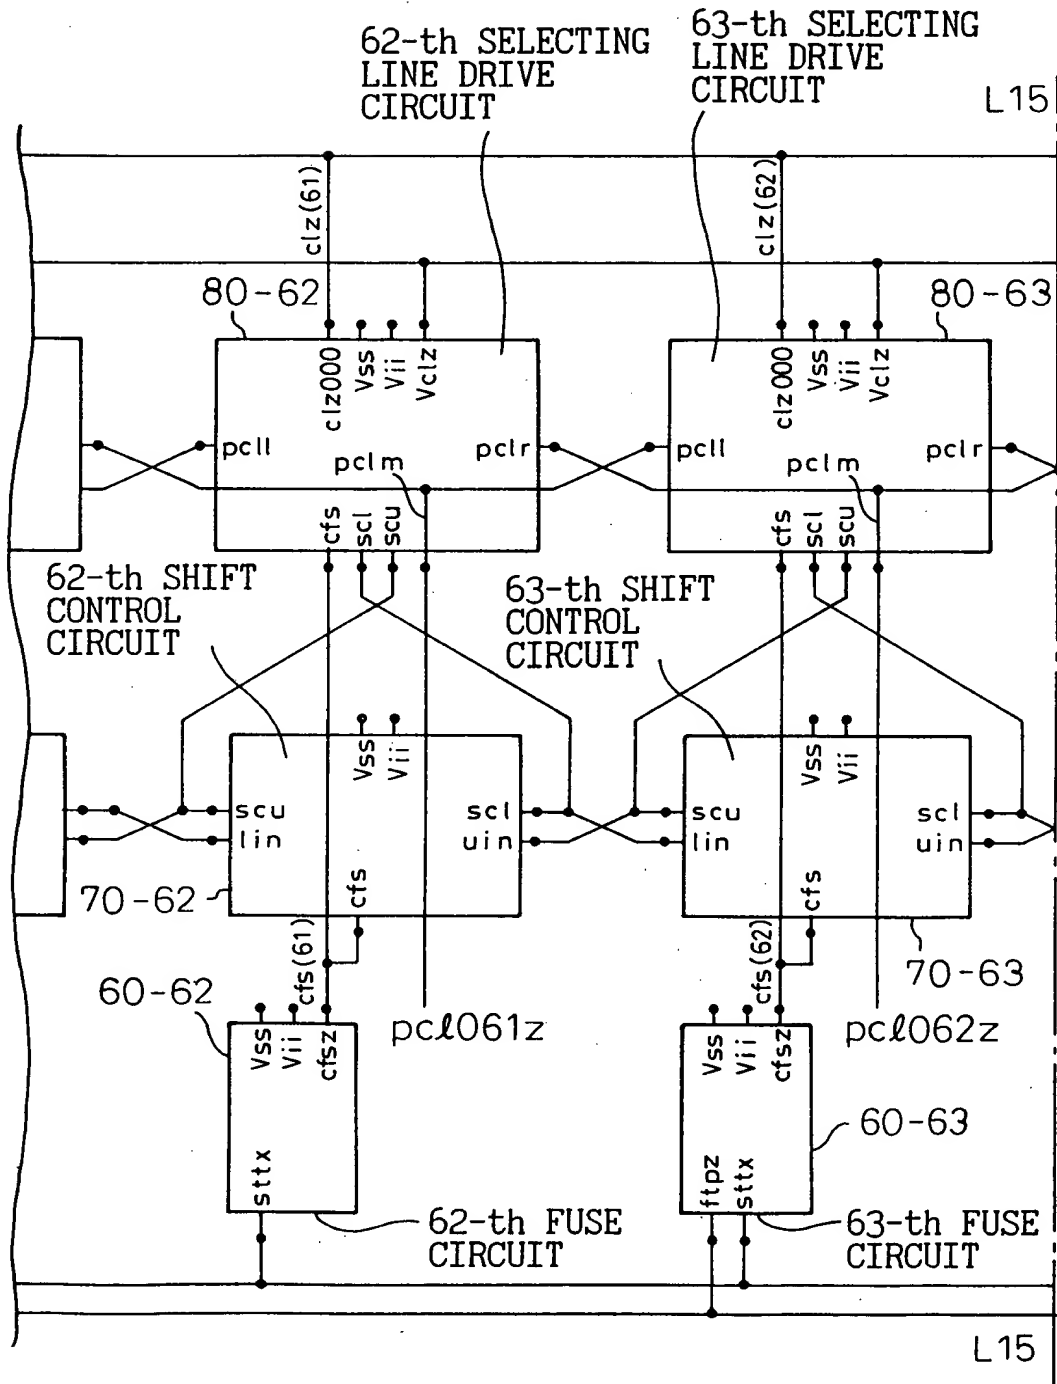 62-th SELECTING
LINE DRIVE
CIRCUIT
63-th SELECTING
LINE DRIVE
CIRCUIT
L15
clz(61)
clz(62)
80-62
80-63
clz000
Vss
Vii
Vclz
clz000
Vss
Vii
Vclz
pcll
pclm
pclr
pcll
pclm
pclr
cfs
scl
scu
cfs
scl
scu
62-th SHIFT
CONTROL
CIRCUIT
63-th SHIFT
CONTROL
CIRCUIT
Vss
Vii
Vss
Vii
scu
lin
scl
uin
scu
lin
scl
uin
cfs
cfs
70-62
70-63
cfs(61)
cfs(62)
60-62
pcl061z
pcl062z
Vss
Vii
cfsz
Vss
Vii
cfsz
60-63
sttx
ftpz
sttx
62-th FUSE
CIRCUIT
63-th FUSE
CIRCUIT
L15